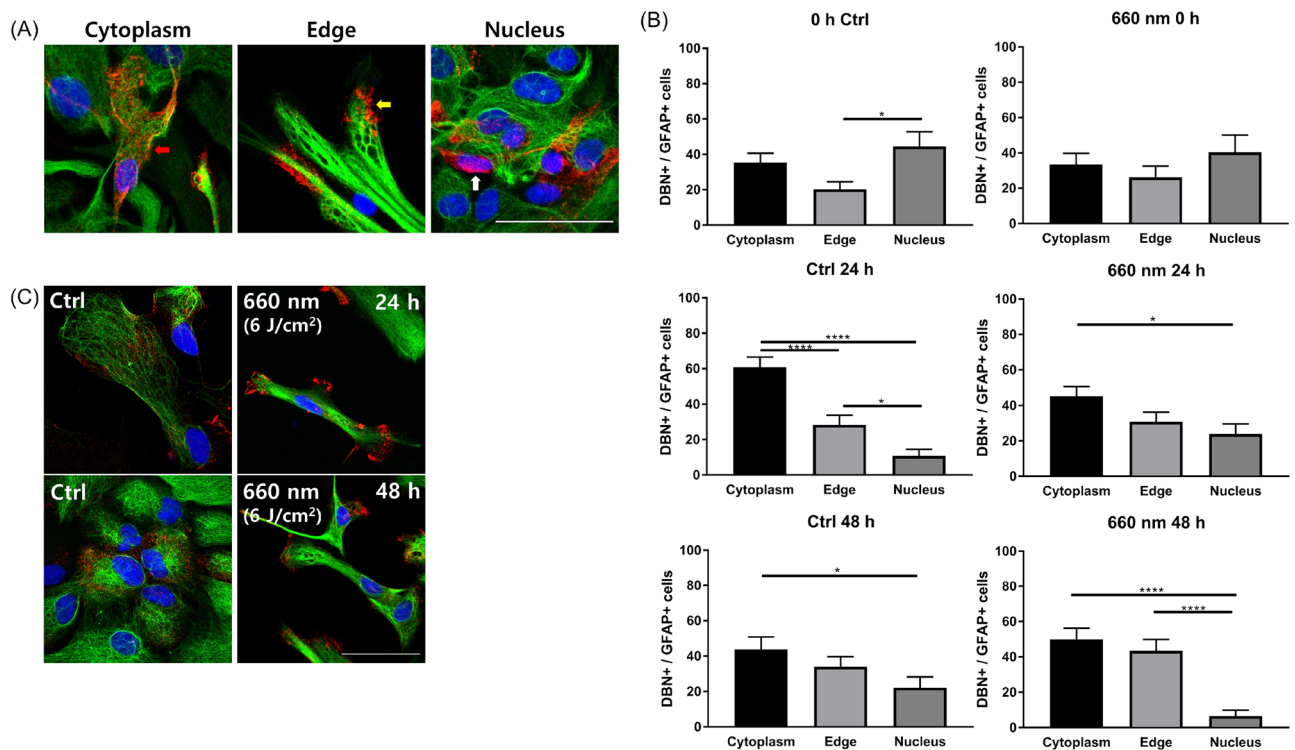 (A)
Cytoplasm
Edge
Nucleus
(B)
0 h Ctrl
DBN+ / GFAP+ cells
100
80
60
40
20
0
*
Cytoplasm
Edge
Nucleus
660 nm 0 h
DBN+ / GFAP+ cells
100
80
60
40
20
0
Cytoplasm
Edge
Nucleus
Ctrl 24 h
DBN+ / GFAP+ cells
100
80
60
40
20
0
****
****
*
Cytoplasm
Edge
Nucleus
660 nm 24 h
DBN+ / GFAP+ cells
100
80
60
40
20
0
*
Cytoplasm
Edge
Nucleus
Ctrl 48 h
DBN+ / GFAP+ cells
100
80
60
40
20
0
*
Cytoplasm
Edge
Nucleus
660 nm 48 h
DBN+ / GFAP+ cells
100
80
60
40
20
0
****
****
Cytoplasm
Edge
Nucleus
(C)
Ctrl
660 nm
(6 J/cm²)
24 h
Ctrl
660 nm
(6 J/cm²)
48 h